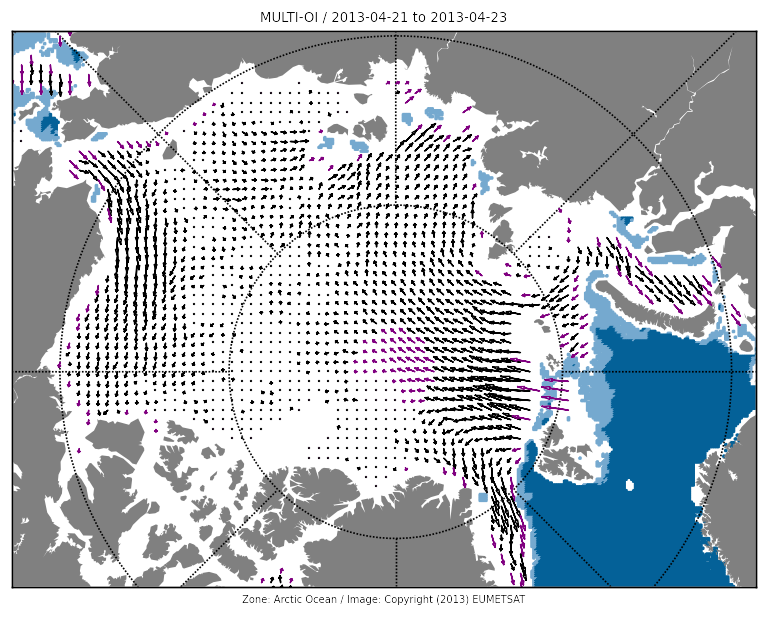 MULTI-OI / 2013-04-21 to 2013-04-23
Zone: Arctic Ocean / Image: Copyright (2013) EUMETSAT